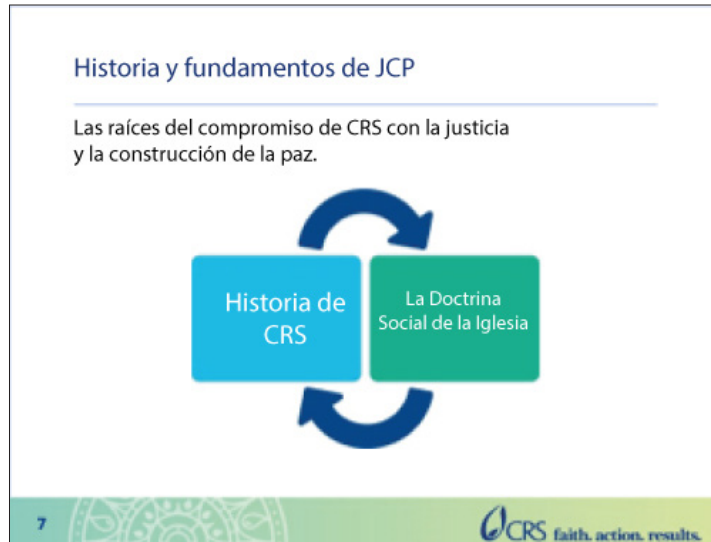 Historia y fundamentos de JCP
Las raíces del compromiso de CRS con la justicia
y la construcción de la paz.
Historia de
CRS
La Doctrina
Social de la Iglesia
7
CRS faith. action. results.